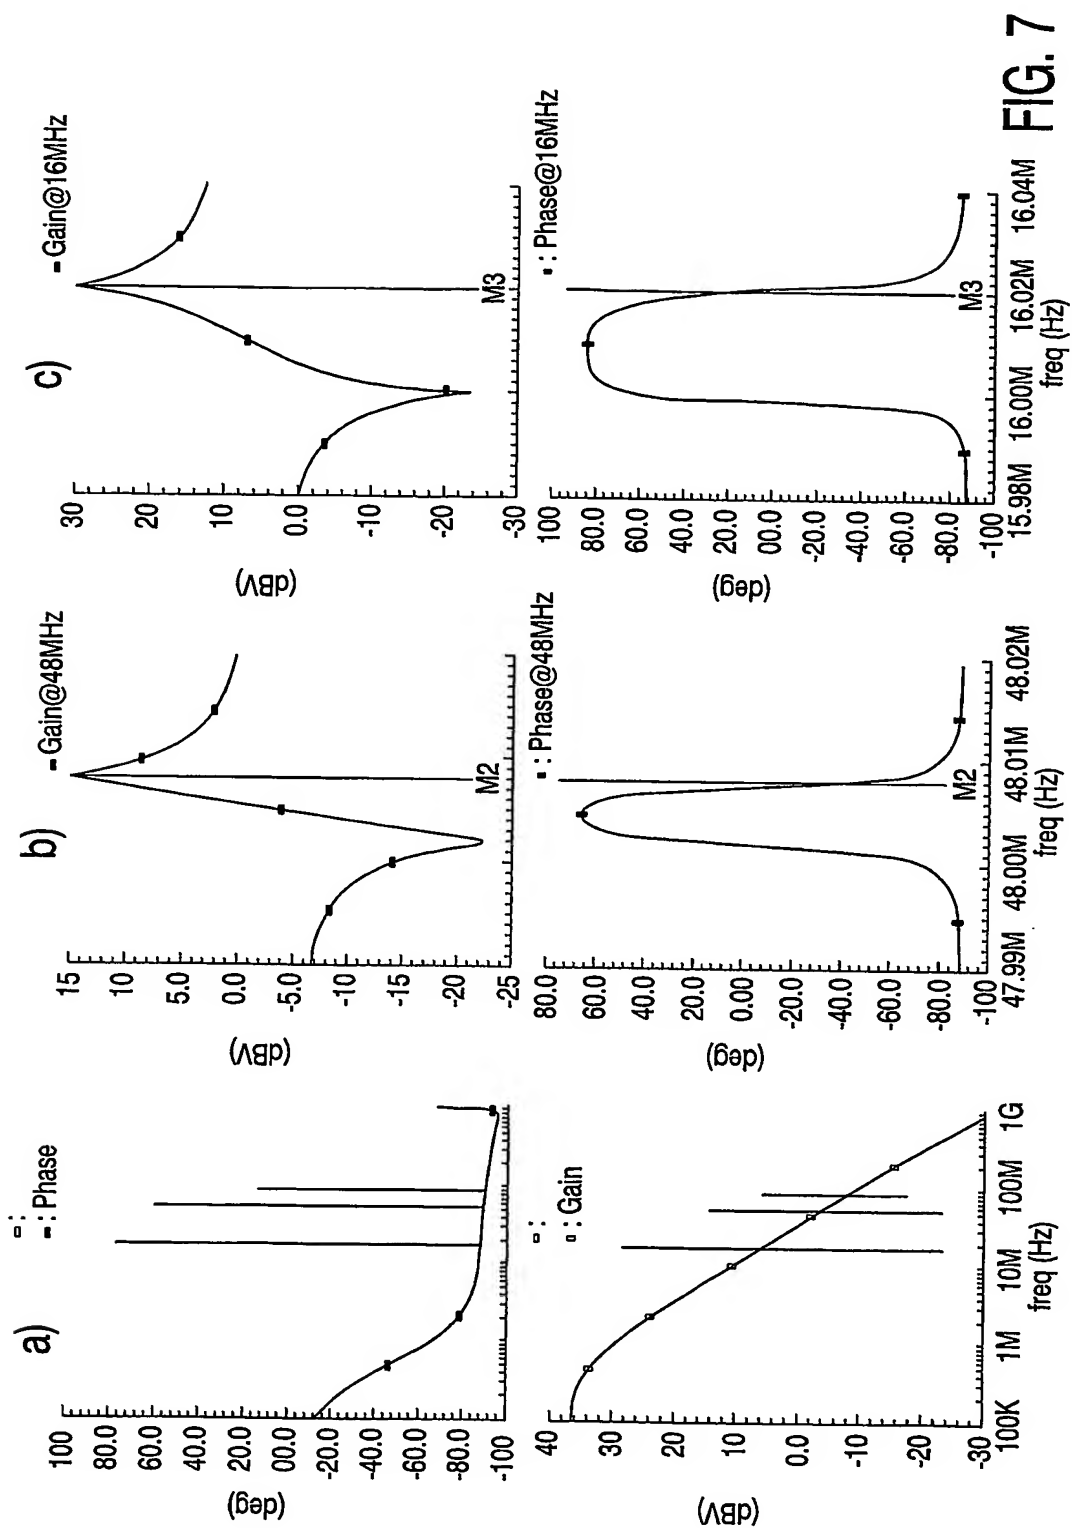 a)
▫ :
▬ : Phase
100
80.0
60.0
40.0
20.0
00.0
-20.0
-40.0
-60.0
-80.0
-100
(deg)
▫ :
▫ : Gain
40
30
20
10
0.0
-10
-20
-30
(dBV)
100K
1M
10M
100M
1G
freq (Hz)
b)
▬ Gain@48MHz
15
10
5.0
0.0
-5.0
-10
-15
-20
-25
(dBV)
M2
▪ : Phase@48MHz
80.0
60.0
40.0
20.0
0.00
-20.0
-40.0
-60.0
-80.0
-100
(deg)
M2
47.99M
48.00M
48.01M
48.02M
freq (Hz)
c)
▬ Gain@16MHz
30
20
10
0.0
-10
-20
-30
(dBV)
M3
▪ : Phase@16MHz
100
80.0
60.0
40.0
20.0
00.0
-20.0
-40.0
-60.0
-80.0
-100
(deg)
M3
15.98M
16.00M
16.02M
16.04M
freq (Hz)
FIG. 7